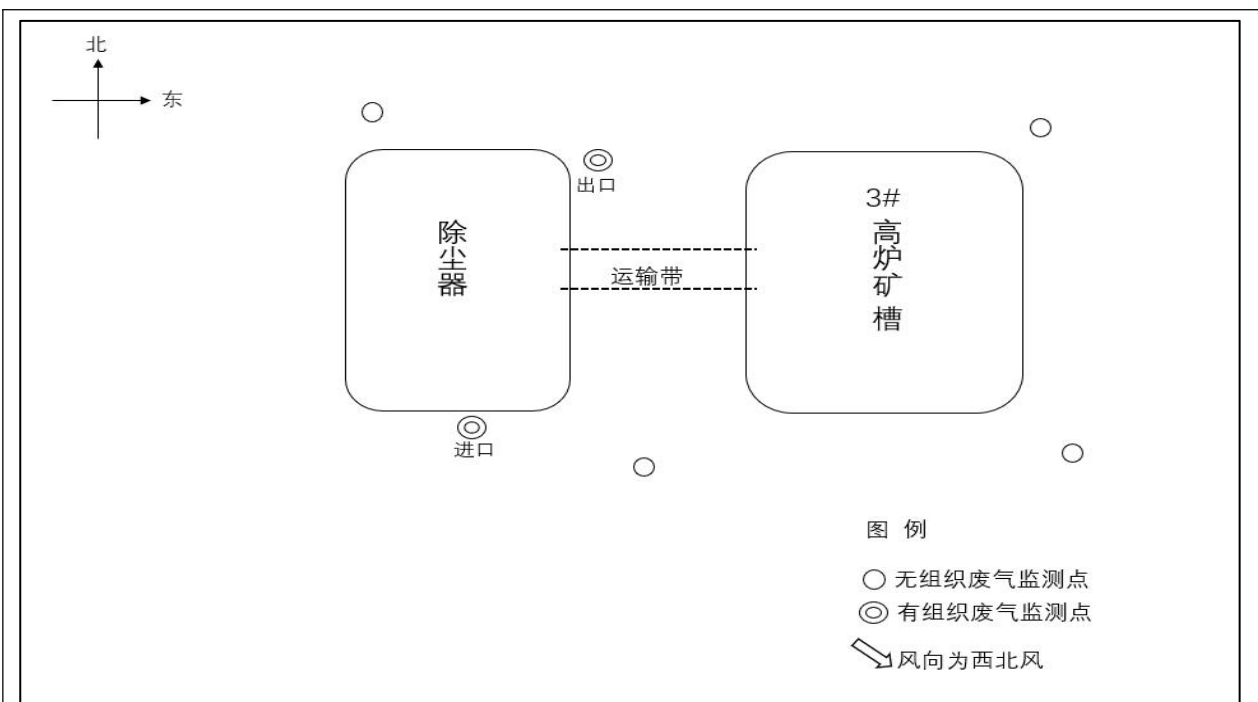 北
东
出口
3#
高炉矿槽
除尘器
运输带
进口
图 例
无组织废气监测点
有组织废气监测点
风向为西北风